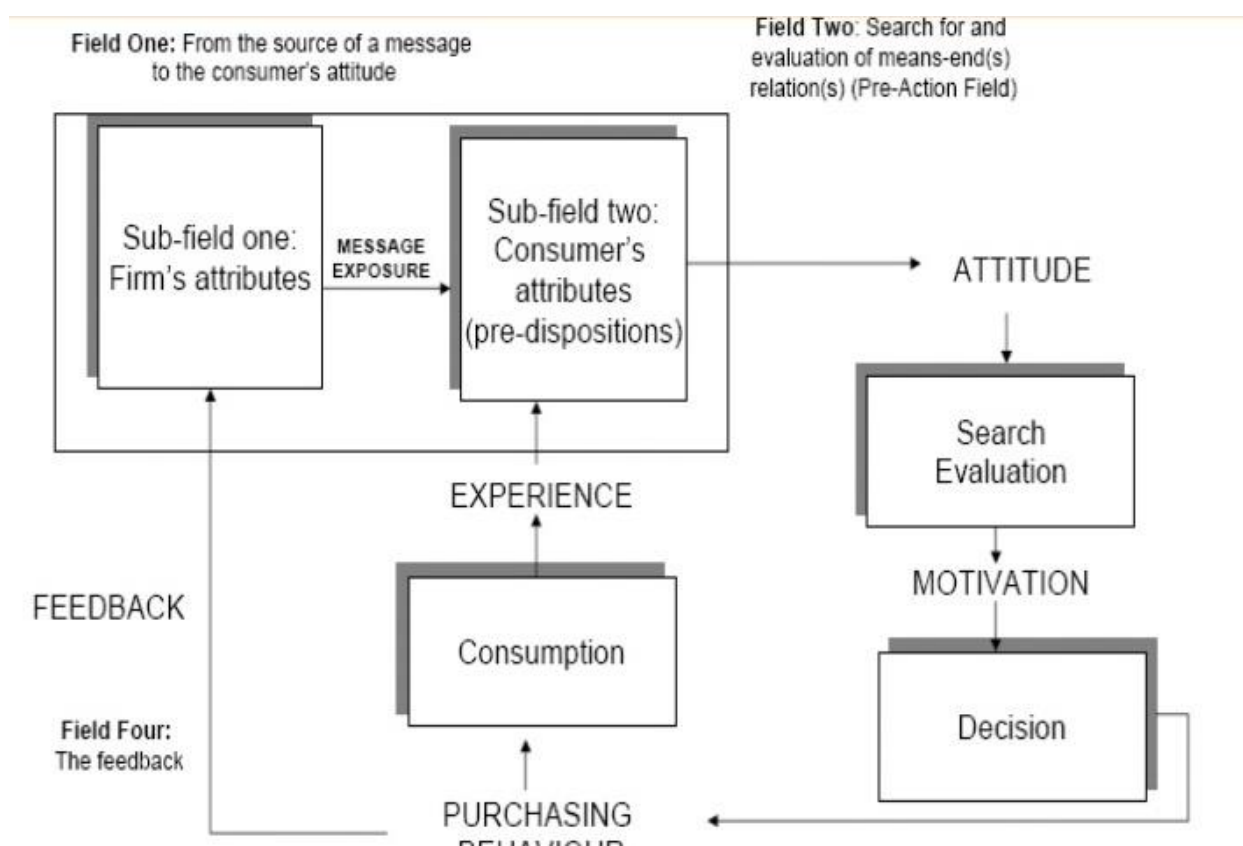 Field One: From the source of a message
to the consumer's attitude
Field Two: Search for and
evaluation of means-end(s)
relation(s) (Pre-Action Field)
Sub-field one:
Firm's attributes
MESSAGE
EXPOSURE
Sub-field two:
Consumer's
attributes
(pre-dispositions)
ATTITUDE
Search
Evaluation
EXPERIENCE
MOTIVATION
FEEDBACK
Consumption
Decision
Field Four:
The feedback
PURCHASING
BEHAVIOUR